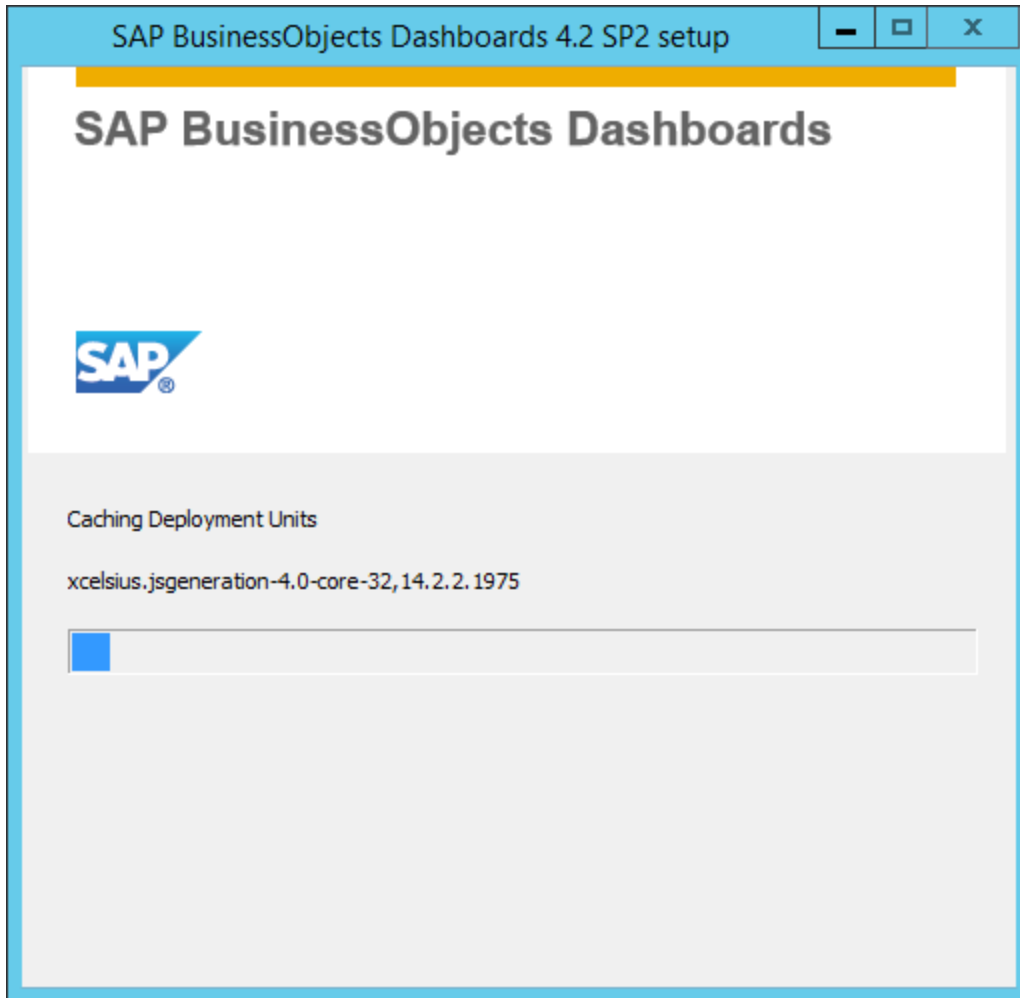 SAP BusinessObjects Dashboards 4.2 SP2 setup
SAP BusinessObjects Dashboards
SAP®
Caching Deployment Units
xcelsius.jsgeneration-4.0-core-32,14.2.2.1975